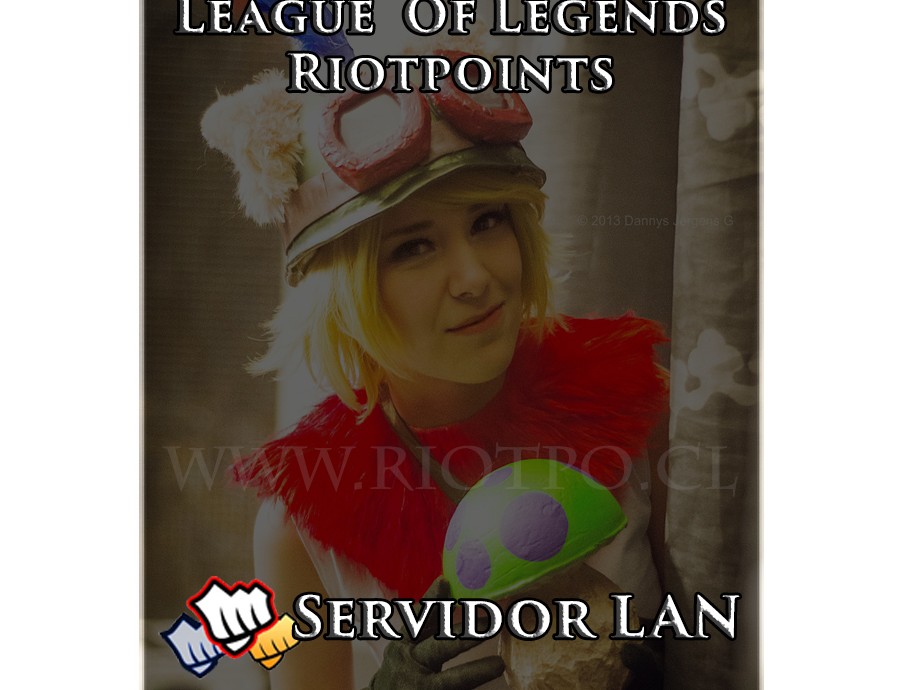 LEAGUE OF LEGENDS
RIOTPOINTS
© 2013 Dannys
WWW.RIOTPO.CL
SERVIDOR LAN